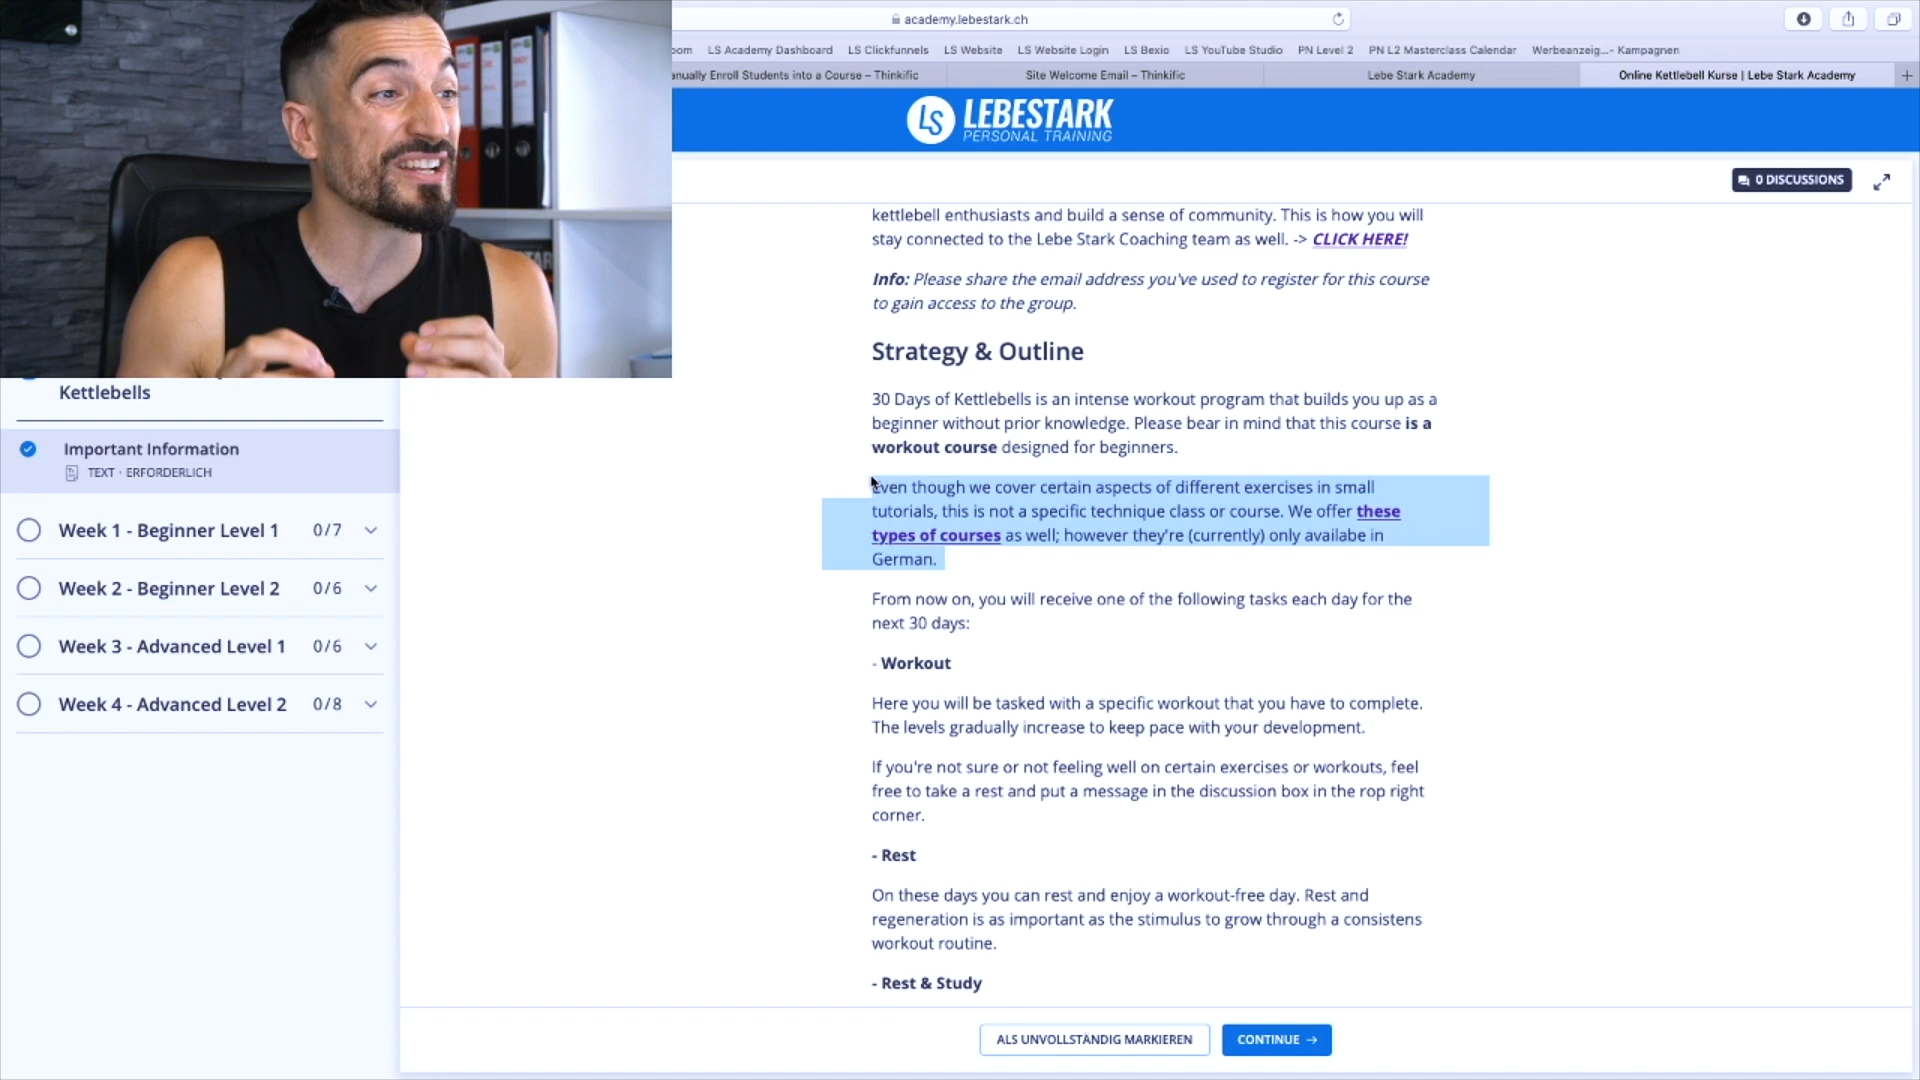 academy.lebestark.ch
LS Academy Dashboard LS Clickfunnels LS Website LS Website Login LS Bexio LS YouTube Studio PN Level 2 PN L2 Masterclass Calendar Werbeanzeig...- Kampagnen
Enroll Students into a Course – Thinkific Site Welcome Email – Thinkific Lebe Stark Academy Online Kettlebell Kurse | Lebe Stark Academy
LS LEBESTARK
PERSONAL TRAINING
0 DISCUSSIONS
kettlebell enthusiasts and build a sense of community. This is how you will
stay connected to the Lebe Stark Coaching team as well. -> CLICK HERE!
Info: Please share the email address you've used to register for this course
to gain access to the group.
Strategy & Outline
30 Days of Kettlebells is an intense workout program that builds you up as a
beginner without prior knowledge. Please bear in mind that this course is a
workout course designed for beginners.
Even though we cover certain aspects of different exercises in small
tutorials, this is not a specific technique class or course. We offer these
types of courses as well; however they're (currently) only availabe in
German.
From now on, you will receive one of the following tasks each day for the
next 30 days:
- Workout
Here you will be tasked with a specific workout that you have to complete.
The levels gradually increase to keep pace with your development.
If you're not sure or not feeling well on certain exercises or workouts, feel
free to take a rest and put a message in the discussion box in the rop right
corner.
- Rest
On these days you can rest and enjoy a workout-free day. Rest and
regeneration is as important as the stimulus to grow through a consistens
workout routine.
- Rest & Study
ALS UNVOLLSTÄNDIG MARKIEREN CONTINUE →
Kettlebells
Important Information
TEXT · ERFORDERLICH
Week 1 - Beginner Level 1 0/7
Week 2 - Beginner Level 2 0/6
Week 3 - Advanced Level 1 0/6
Week 4 - Advanced Level 2 0/8